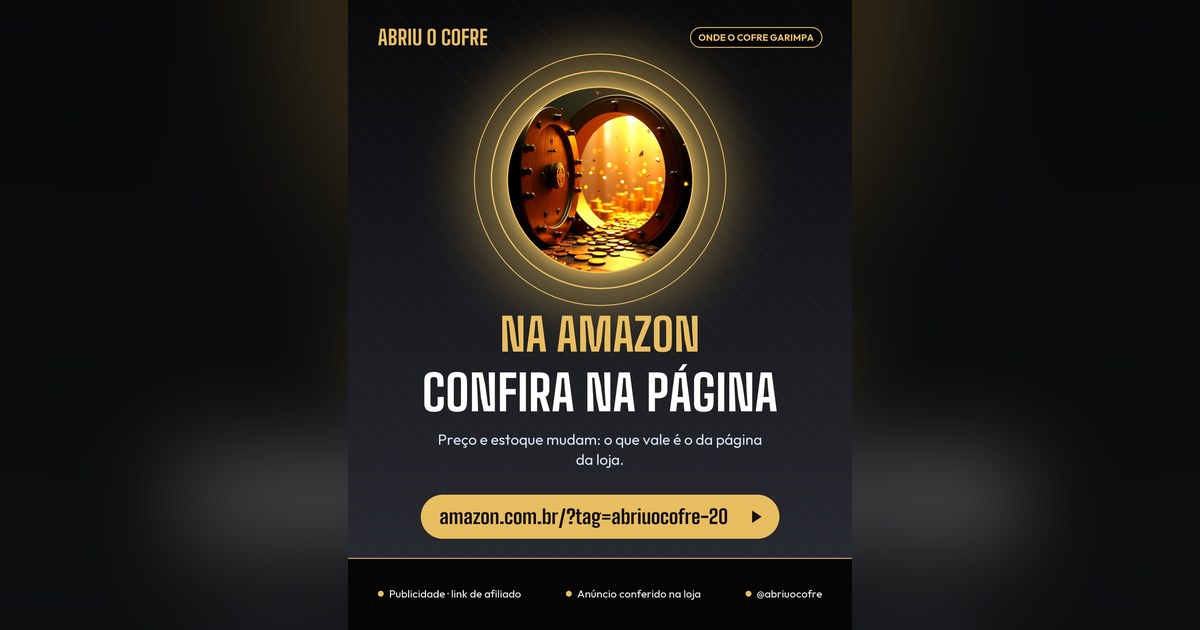 ABRIU O COFRE
ONDE O COFRE GARIMPA
NA AMAZON
CONFIRA NA PÁGINA
Preço e estoque mudam: o que vale é o da página
da loja.
amazon.com.br/?tag=abriuocofre-20
Publicidade · link de afiliado
Anúncio conferido na loja
@abriuocofre